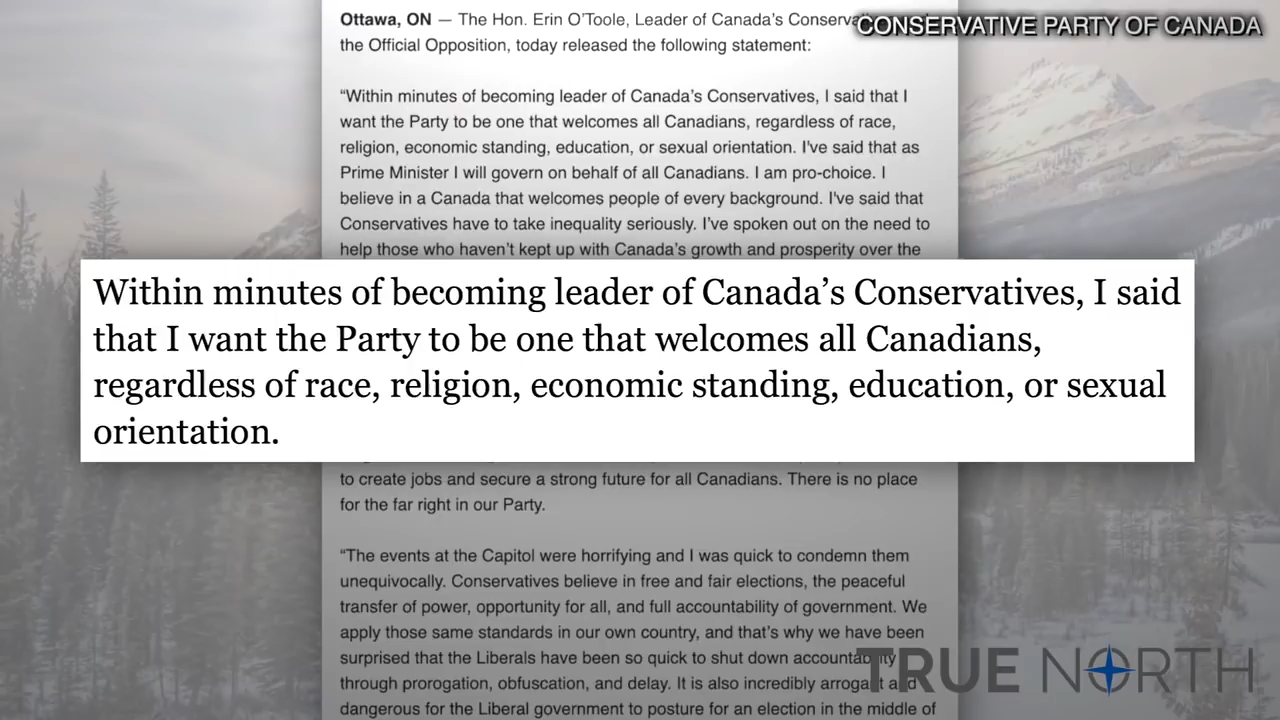 Ottawa, ON — The Hon. Erin O’Toole, Leader of Canada’s
CONSERVATIVE PARTY OF CANADA
the Official Opposition, today released the following statement:
“Within minutes of becoming leader of Canada’s Conservatives, I said that I
want the Party to be one that welcomes all Canadians, regardless of race,
religion, economic standing, education, or sexual orientation. I've said that as
Prime Minister I will govern on behalf of all Canadians. I am pro-choice. I
believe in a Canada that welcomes people of every background. I've said that
Conservatives have to take inequality seriously. I’ve spoken out on the need to
help those who haven’t kept up with Canada’s growth and prosperity over the
Within minutes of becoming leader of Canada’s Conservatives, I said
that I want the Party to be one that welcomes all Canadians,
regardless of race, religion, economic standing, education, or sexual
orientation.
to create jobs and secure a strong future for all Canadians. There is no place
for the far right in our Party.
“The events at the Capitol were horrifying and I was quick to condemn them
unequivocally. Conservatives believe in free and fair elections, the peaceful
transfer of power, opportunity for all, and full accountability of government. We
apply those same standards in our own country, and that’s why we have been
surprised that the Liberals have been so quick to shut down accountability
through prorogation, obfuscation, and delay. It is also incredibly arrogant and
dangerous for the Liberal government to posture for an election in the middle of
TRUE NORTH